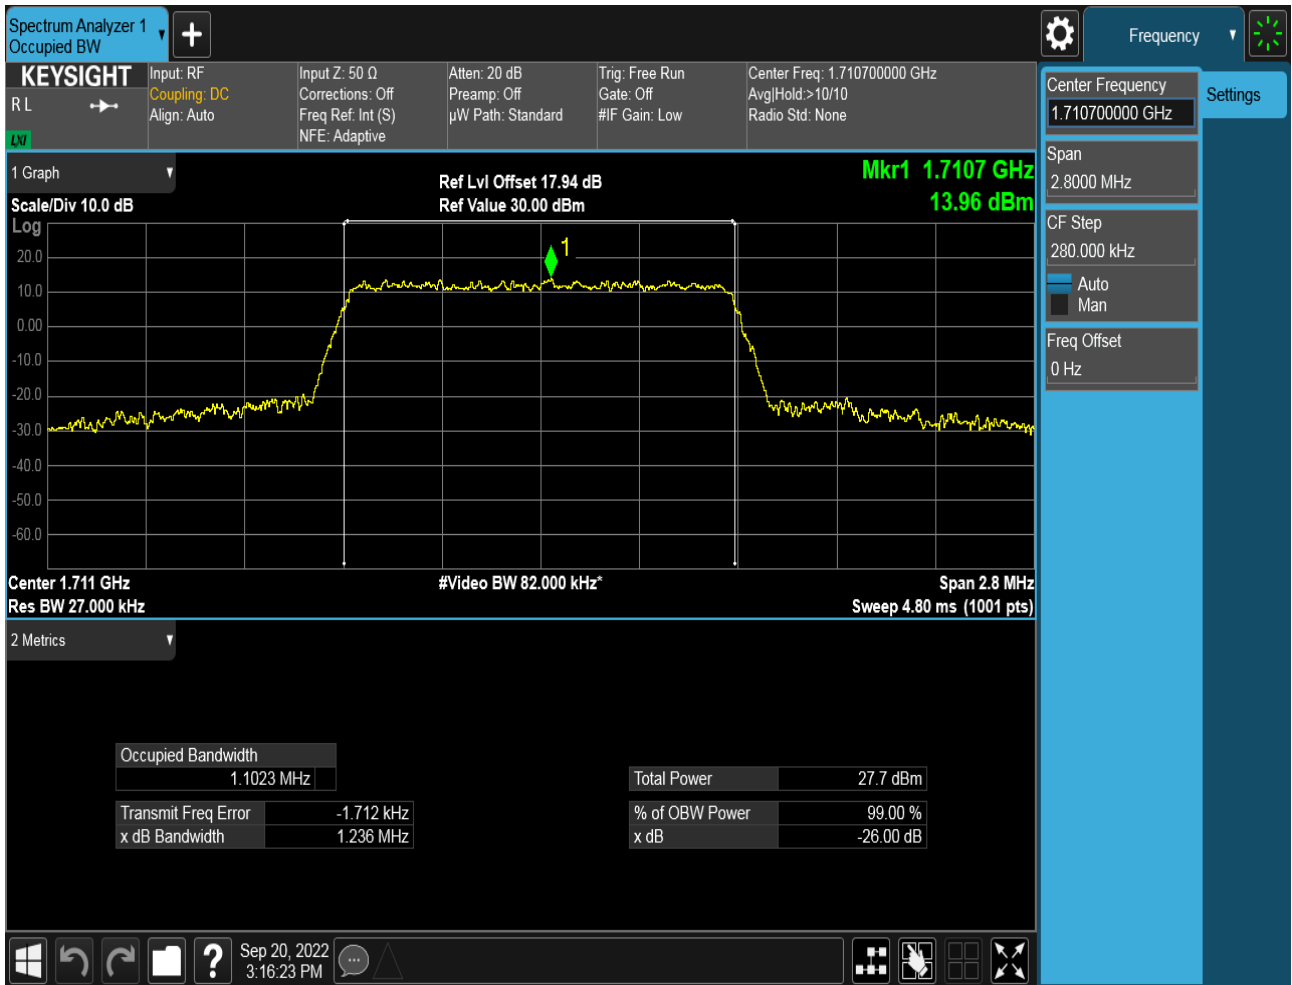 Spectrum Analyzer 1
Occupied BW
+
Frequency
KEYSIGHT
R L
LXI
Input: RF
Coupling: DC
Align: Auto
Input Z: 50 Ω
Corrections: Off
Freq Ref: Int (S)
NFE: Adaptive
Atten: 20 dB
Preamp: Off
µW Path: Standard
Trig: Free Run
Gate: Off
#IF Gain: Low
Center Freq: 1.710700000 GHz
Avg|Hold:>10/10
Radio Std: None
Center Frequency
1.710700000 GHz
Settings
Span
2.8000 MHz
CF Step
280.000 kHz
Auto
Man
Freq Offset
0 Hz
1 Graph
Ref Lvl Offset 17.94 dB
Mkr1 1.7107 GHz
Scale/Div 10.0 dB
Ref Value 30.00 dBm
13.96 dBm
Log
1
20.0
10.0
0.00
-10.0
-20.0
-30.0
-40.0
-50.0
-60.0
Center 1.711 GHz
#Video BW 82.000 kHz*
Span 2.8 MHz
Res BW 27.000 kHz
Sweep 4.80 ms (1001 pts)
2 Metrics
Occupied Bandwidth
1.1023 MHz
Total Power 27.7 dBm
Transmit Freq Error -1.712 kHz
% of OBW Power 99.00 %
x dB Bandwidth 1.236 MHz
x dB -26.00 dB
?
Sep 20, 2022
3:16:23 PM